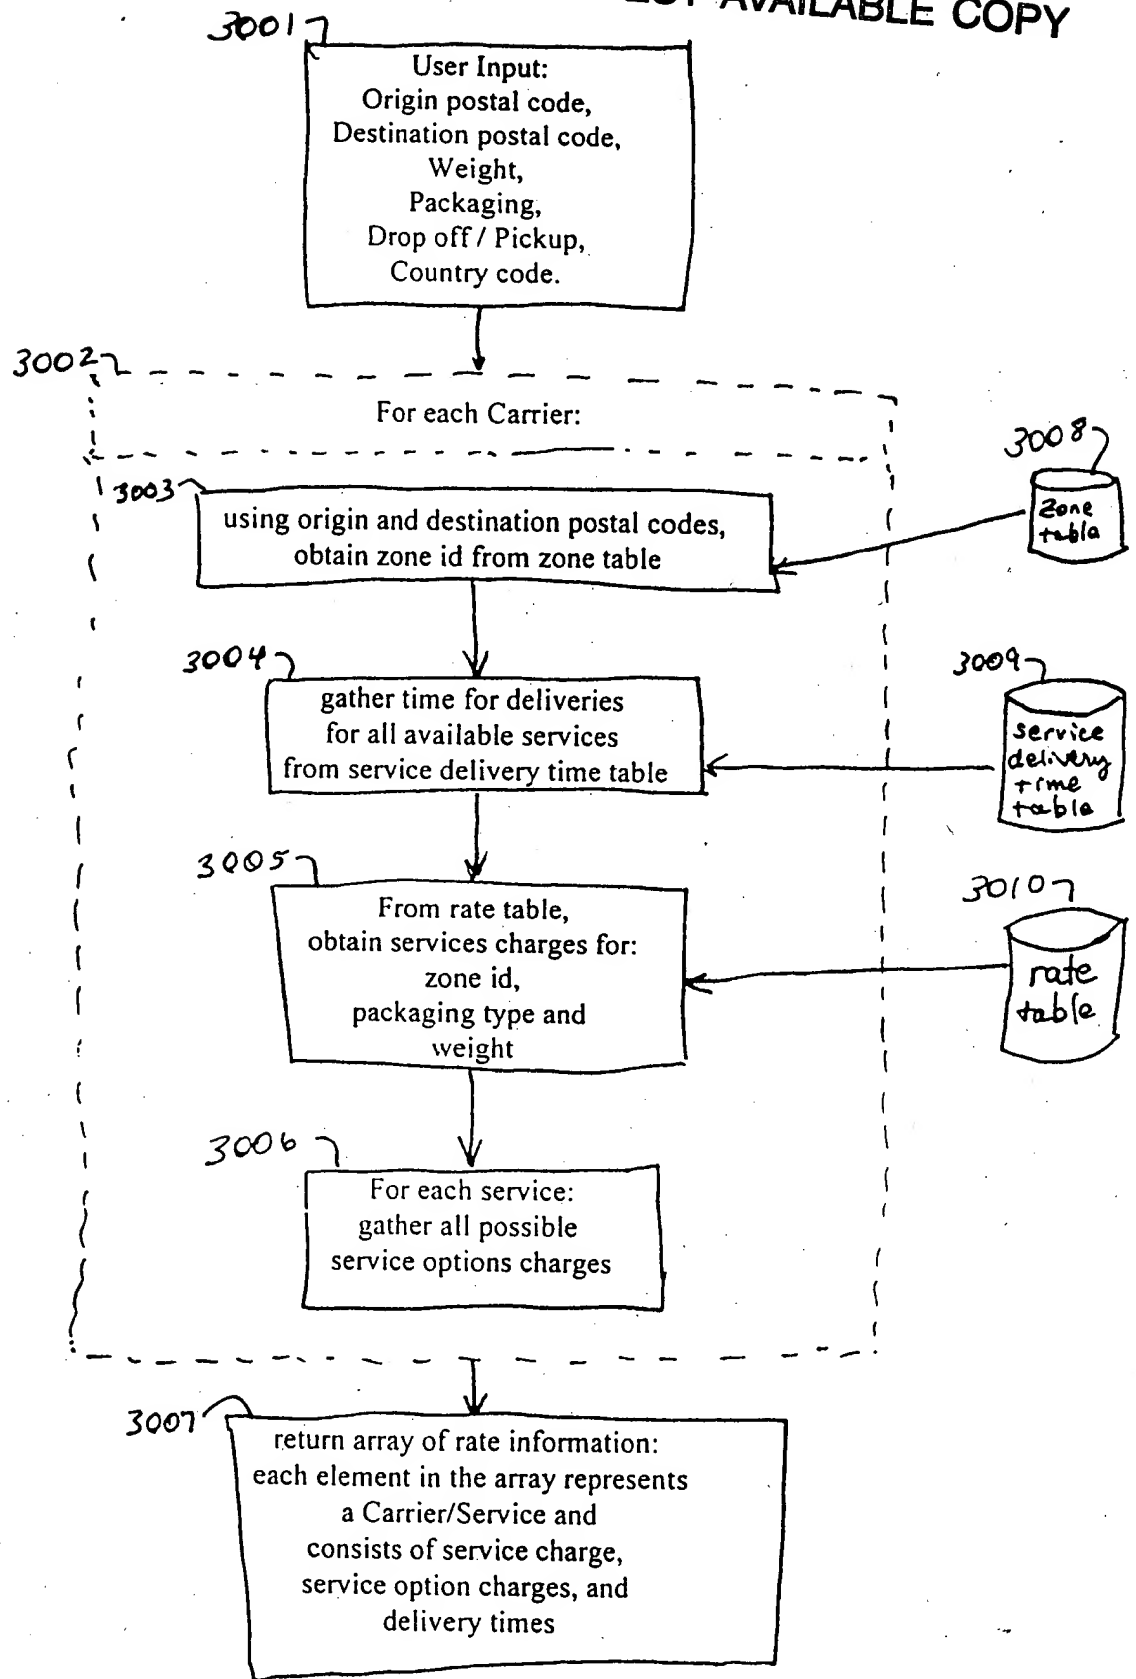 AVAILABLE COPY
3001
User Input:
Origin postal code,
Destination postal code,
Weight,
Packaging,
Drop off / Pickup,
Country code.
3002
For each Carrier:
3003
using origin and destination postal codes,
obtain zone id from zone table
3008
Zone
table
3004
gather time for deliveries
for all available services
from service delivery time table
3009
service
delivery
time
table
3005
From rate table,
obtain services charges for:
zone id,
packaging type and
weight
3010
rate
table
3006
For each service:
gather all possible
service options charges
3007
return array of rate information:
each element in the array represents
a Carrier/Service and
consists of service charge,
service option charges, and
delivery times